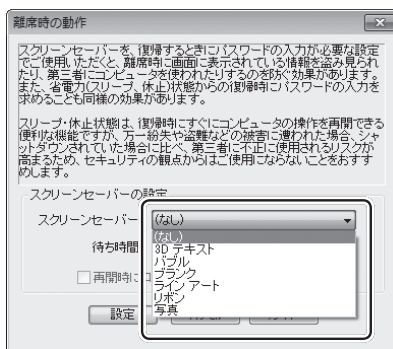 離席時の動作
スクリーンセーバーを、復帰するときにパスワードの入力が必要な設定
でご使用いただくと、離席時に画面に表示されている情報を盗み見られ
たり、第三者にコンピュータを使われたりするのを防ぐ効果があります。
また、省電力(スリープ、休止)状態からの復帰時にパスワードの入力を
求めることも同様の効果があります。
スリープ・休止状態は、復帰時にすぐにコンピュータの操作を再開できる
便利な機能ですが、万一紛失や盗難などの被害に遭われた場合、シャ
ットダウンされていた場合に比べ、第三者に不正に使用されるリスクが
高まるため、セキュリティの観点からはご使用にならないことをおすす
めします。
スクリーンセーバーの設定
スクリーンセーバー (なし)
待ち時間
(なし)
3D テキスト
バブル
ブランク
ライン アート
リボン
写真
再開時に
設定